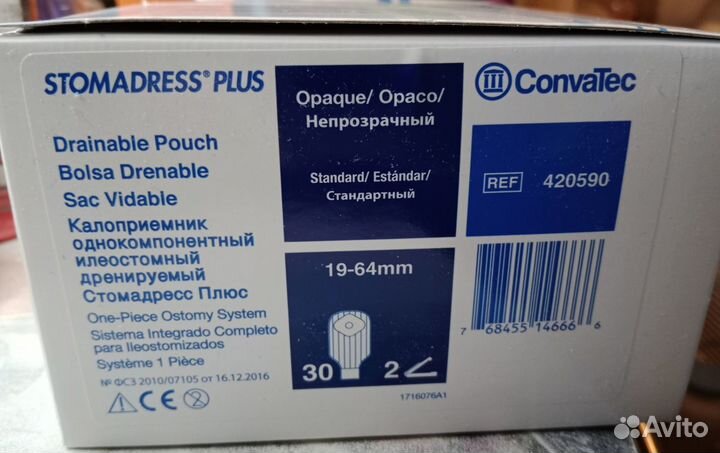 STOMADRESS® PLUS
Drainable Pouch
Bolsa Drenable
Sac Vidable
Калоприемник
однокомпонентный
илеостомный
дренируемый
Стомадресс Плюс
One-Piece Ostomy System
Sistema Integrado Completo
para Ileostomizados
Système 1 Pièce
№ ФСЗ 2010/07105 от 16.12.2016
CE
Opaque/ Opaco/
Непрозрачный
Standard/ Estándar/
Стандартный
19-64mm
30 2
1716076A1
ConvaTec
REF 420590
7 68455 14666 6
Avito